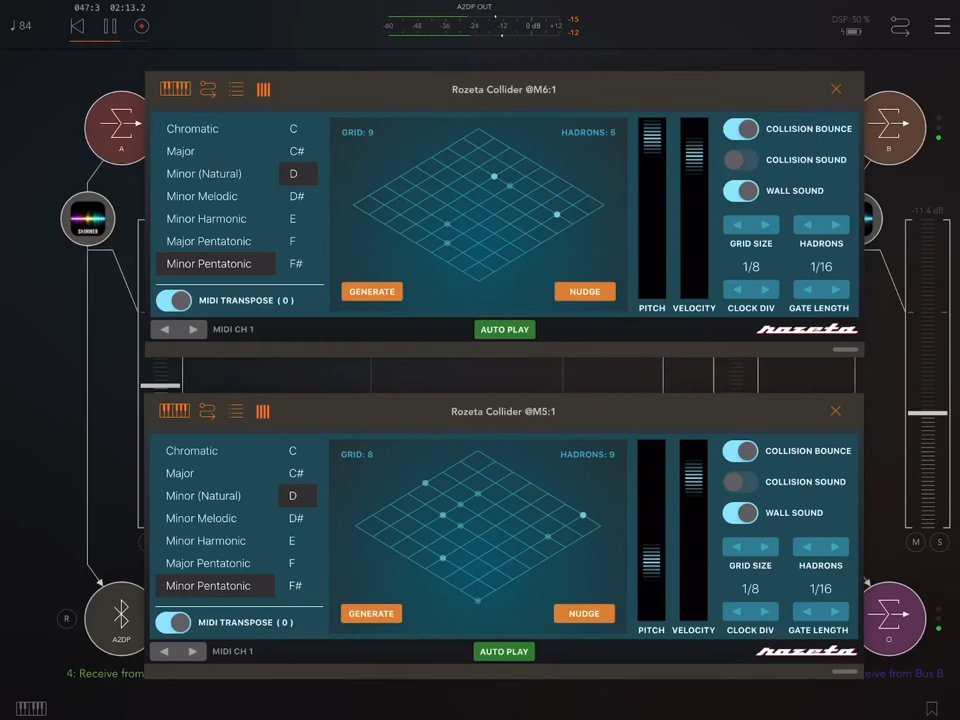 A2DP OUT
84
047:3 02:13.2
-60 -48 -36 -24 -12 0 dB +12
-15
-12
DSP: 50 %
Rozeta Collider @M6:1
A
B
SHIMMER
-11.4 dB
Chromatic C
Major C#
Minor (Natural) D
Minor Melodic D#
Minor Harmonic E
Major Pentatonic F
Minor Pentatonic F#
MIDI TRANSPOSE ( 0 )
MIDI CH 1
GRID: 9 HADRONS: 5
GENERATE NUDGE
AUTO PLAY
PITCH VELOCITY
COLLISION BOUNCE
COLLISION SOUND
WALL SOUND
GRID SIZE HADRONS
1/8 1/16
CLOCK DIV GATE LENGTH
rozeta
Rozeta Collider @M5:1
Chromatic C
Major C#
Minor (Natural) D
Minor Melodic D#
Minor Harmonic E
Major Pentatonic F
Minor Pentatonic F#
MIDI TRANSPOSE ( 0 )
MIDI CH 1
GRID: 8 HADRONS: 9
GENERATE NUDGE
AUTO PLAY
PITCH VELOCITY
COLLISION BOUNCE
COLLISION SOUND
WALL SOUND
GRID SIZE HADRONS
1/8 1/16
CLOCK DIV GATE LENGTH
rozeta
M S
R
A2DP
O
4: Receive from
eive from Bus B